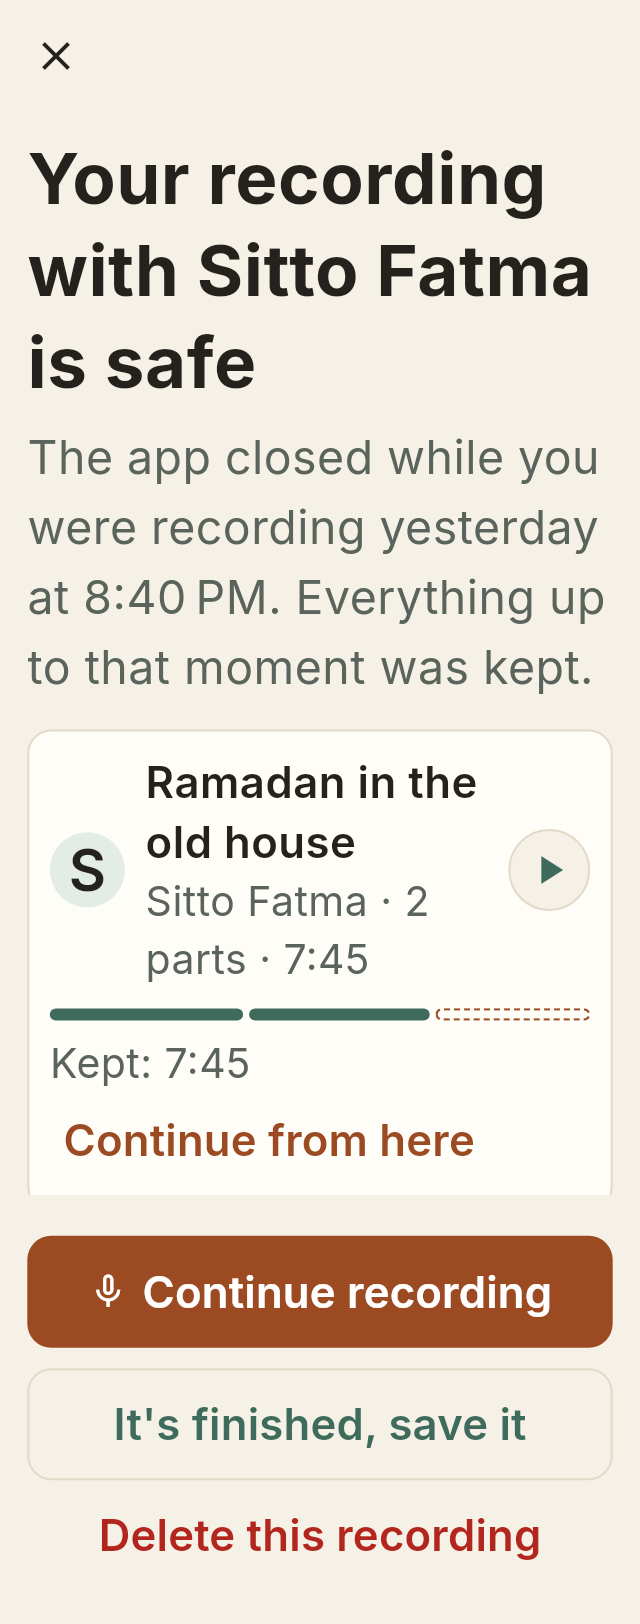 Your recording
with Sitto Fatma
is safe
The app closed while you
were recording yesterday
at 8:40 PM. Everything up
to that moment was kept.
S
Ramadan in the
old house
Sitto Fatma · 2
parts · 7:45
Kept: 7:45
Continue from here
Continue recording
It's finished, save it
Delete this recording